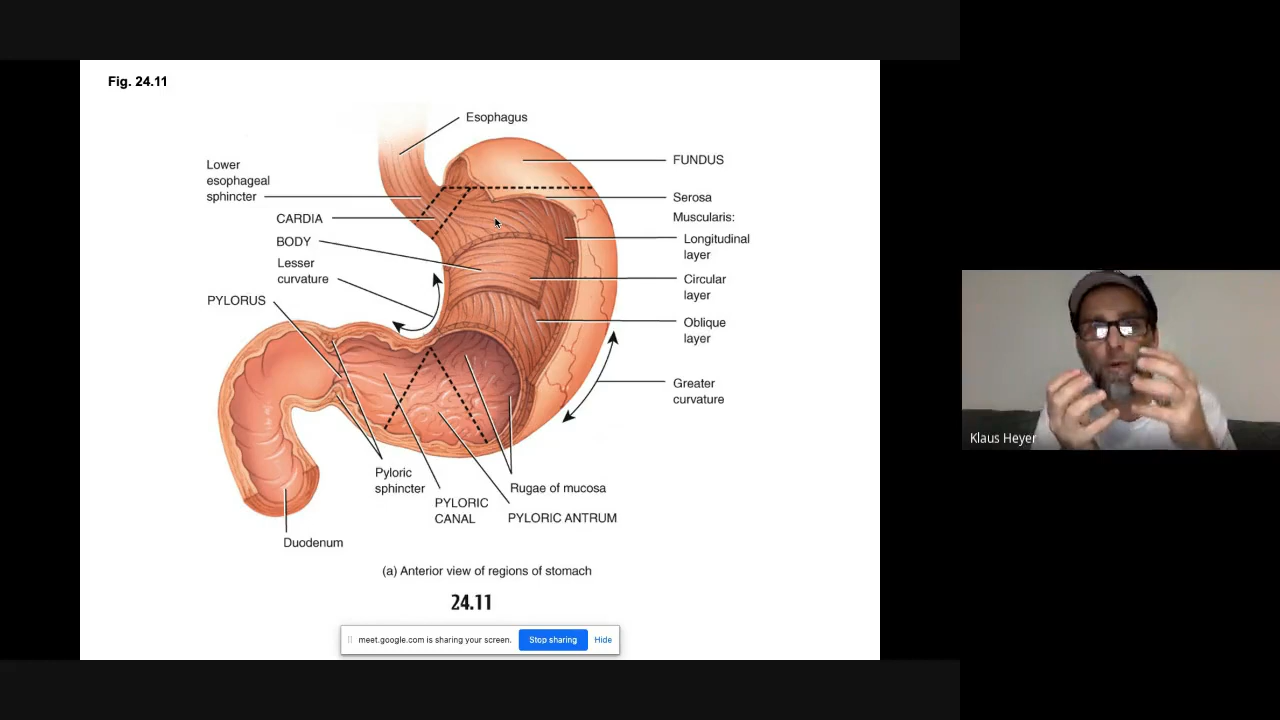 Fig. 24.11
Esophagus
Lower
esophageal
sphincter
CARDIA
BODY
Lesser
curvature
PYLORUS
FUNDUS
Serosa
Muscularis:
Longitudinal
layer
Circular
layer
Oblique
layer
Greater
curvature
Pyloric
sphincter
PYLORIC
CANAL
Rugae of mucosa
PYLORIC ANTRUM
Duodenum
(a) Anterior view of regions of stomach
24.11
meet.google.com is sharing your screen.
Stop sharing
Hide
Klaus Heyer